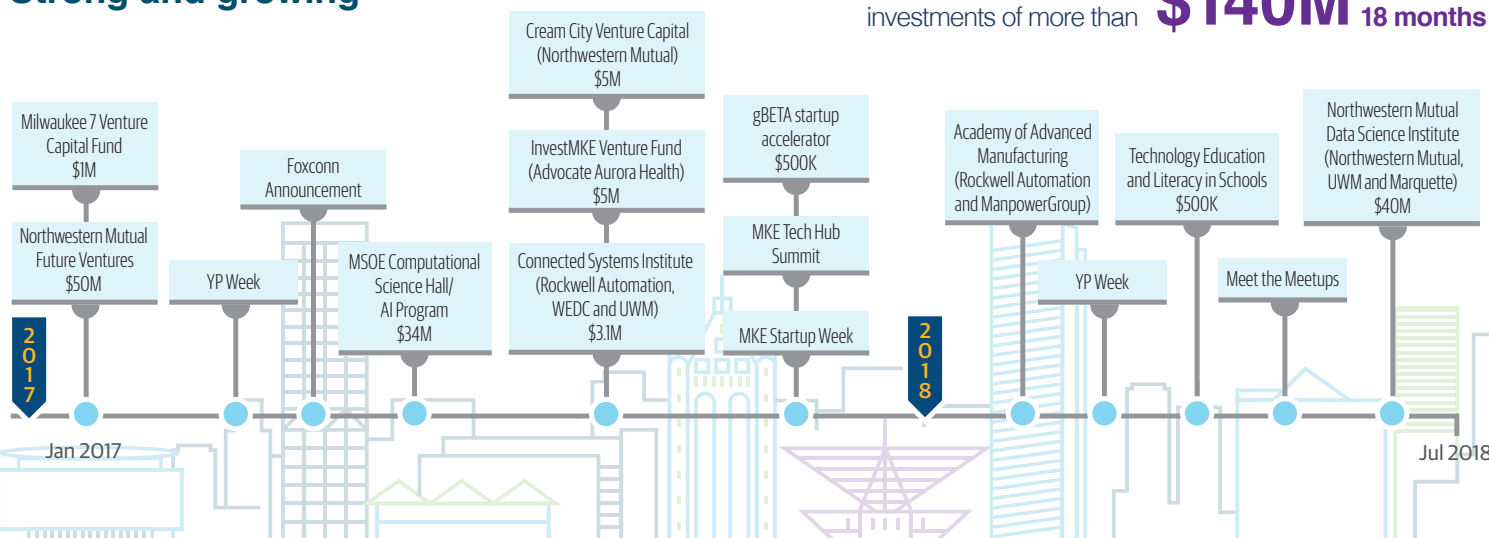 Strong and growing
investments of more than $140M 18 months
Milwaukee 7 Venture
Capital Fund
$1M
Northwestern Mutual
Future Ventures
$50M
YP Week
Foxconn
Announcement
MSOE Computational
Science Hall/
AI Program
$34M
Cream City Venture Capital
(Northwestern Mutual)
$5M
InvestMKE Venture Fund
(Advocate Aurora Health)
$5M
Connected Systems Institute
(Rockwell Automation,
WEDC and UWM)
$3.1M
gBETA startup
accelerator
$500K
MKE Tech Hub
Summit
MKE Startup Week
Academy of Advanced
Manufacturing
(Rockwell Automation
and ManpowerGroup)
YP Week
Technology Education
and Literacy in Schools
$500K
Meet the Meetups
Northwestern Mutual
Data Science Institute
(Northwestern Mutual,
UWM and Marquette)
$40M
2017
2018
Jan 2017
Jul 2018